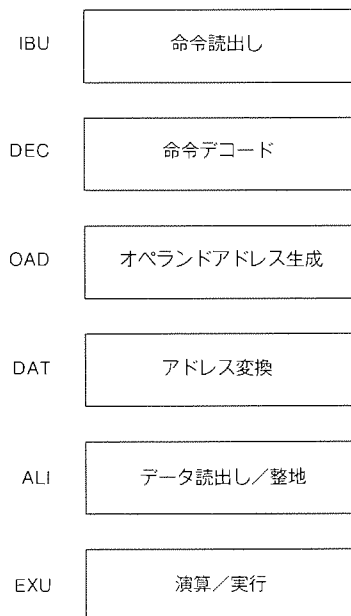 IBU 命令読出し
DEC 命令デコード
OAD オペランドアドレス生成
DAT アドレス変換
ALI データ読出し／整地
EXU 演算／実行